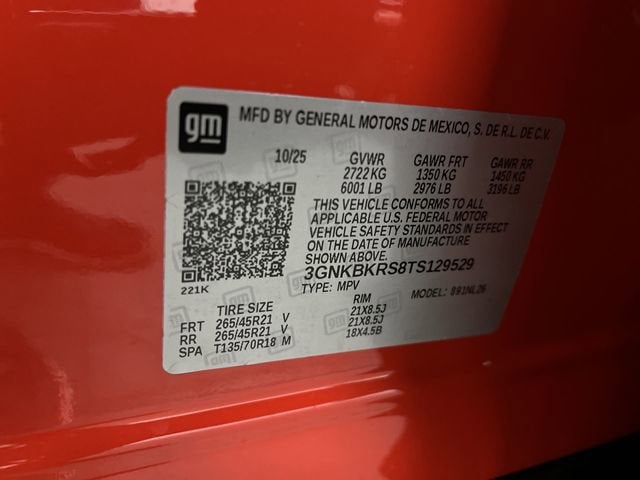 gm
MFD BY GENERAL MOTORS DE MEXICO, S. DE R.L. DE C.V.
10/25 GVWR GAWR FRT GAWR RR
2722 KG 1350 KG 1450 KG
6001 LB 2976 LB 3196 LB
THIS VEHICLE CONFORMS TO ALL
APPLICABLE U.S. FEDERAL MOTOR
VEHICLE SAFETY STANDARDS IN EFFECT
ON THE DATE OF MANUFACTURE
SHOWN ABOVE.
3GNKBKRS8TS129529
221K
TYPE: MPV MODEL: 891NL26
TIRE SIZE RIM
FRT 265/45R21 V 21X8.5J
RR 265/45R21 V 21X8.5J
SPA T135/70R18 M 18X4.5B